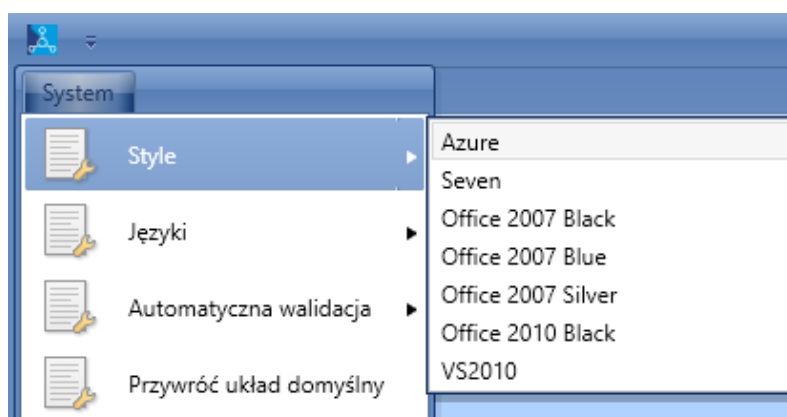 System
Style
Języki
Automatyczna walidacja
Przywróć układ domyślny
Azure
Seven
Office 2007 Black
Office 2007 Blue
Office 2007 Silver
Office 2010 Black
VS2010